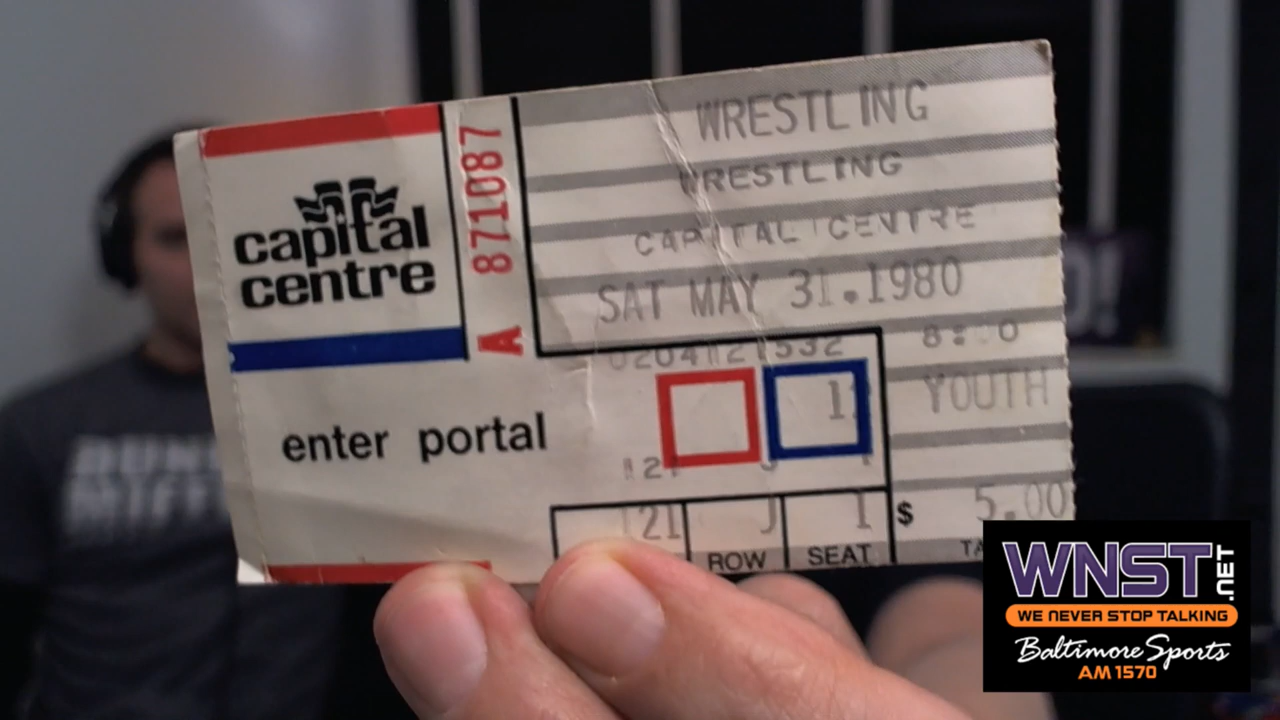 capital
centre
A 871087
WRESTLING
WRESTLING
CAPITAL CENTRE
SAT MAY 31.1980
YOUTH
enter portal
121 J 1
ROW SEAT
$ 5.00
WNST.NET
WE NEVER STOP TALKING
Baltimore Sports
AM 1570